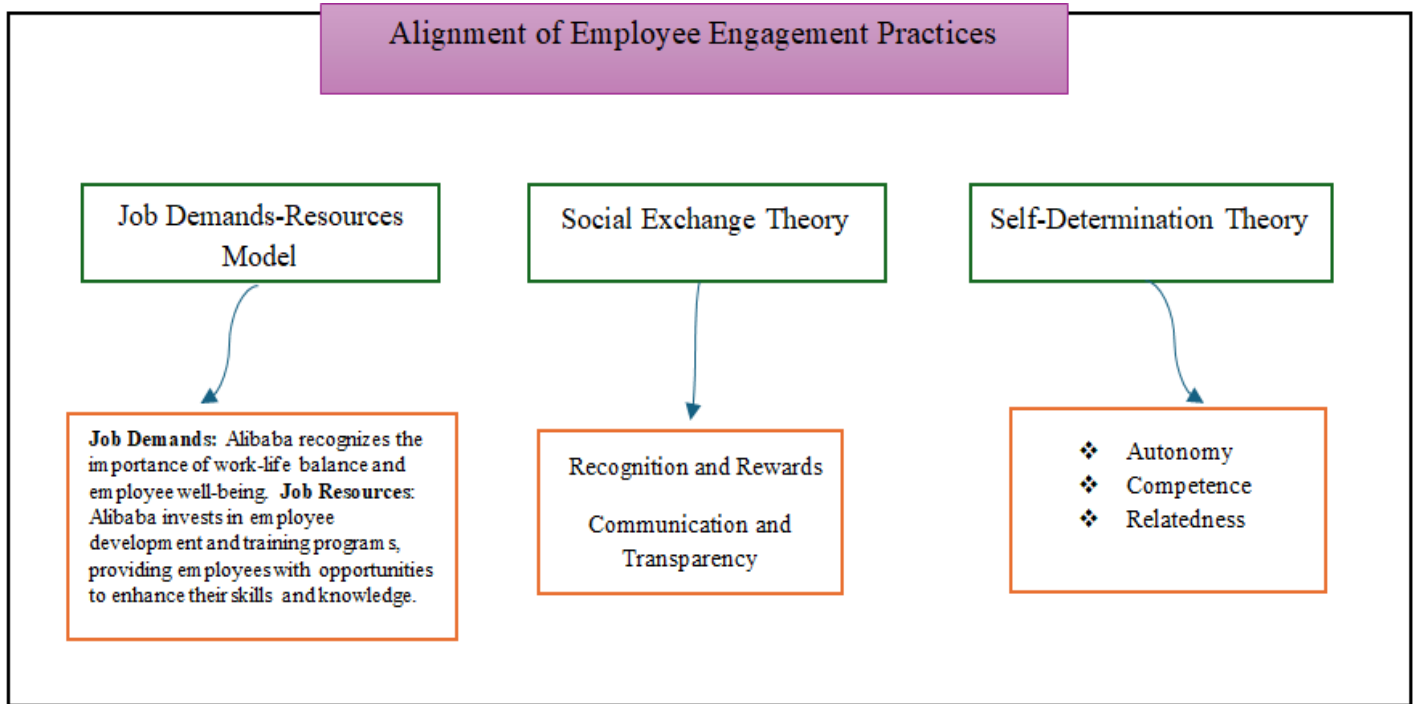 Alignment of Employee Engagement Practices
Job Demands-Resources
Model
Social Exchange Theory
Self-Determination Theory
Job Demands: Alibaba recognizes the
importance of work-life balance and
employee well-being. Job Resources:
Alibaba invests in employee
development and training programs,
providing employees with opportunities
to enhance their skills and knowledge.
Recognition and Rewards
Communication and
Transparency
❖ Autonomy
❖ Competence
❖ Relatedness